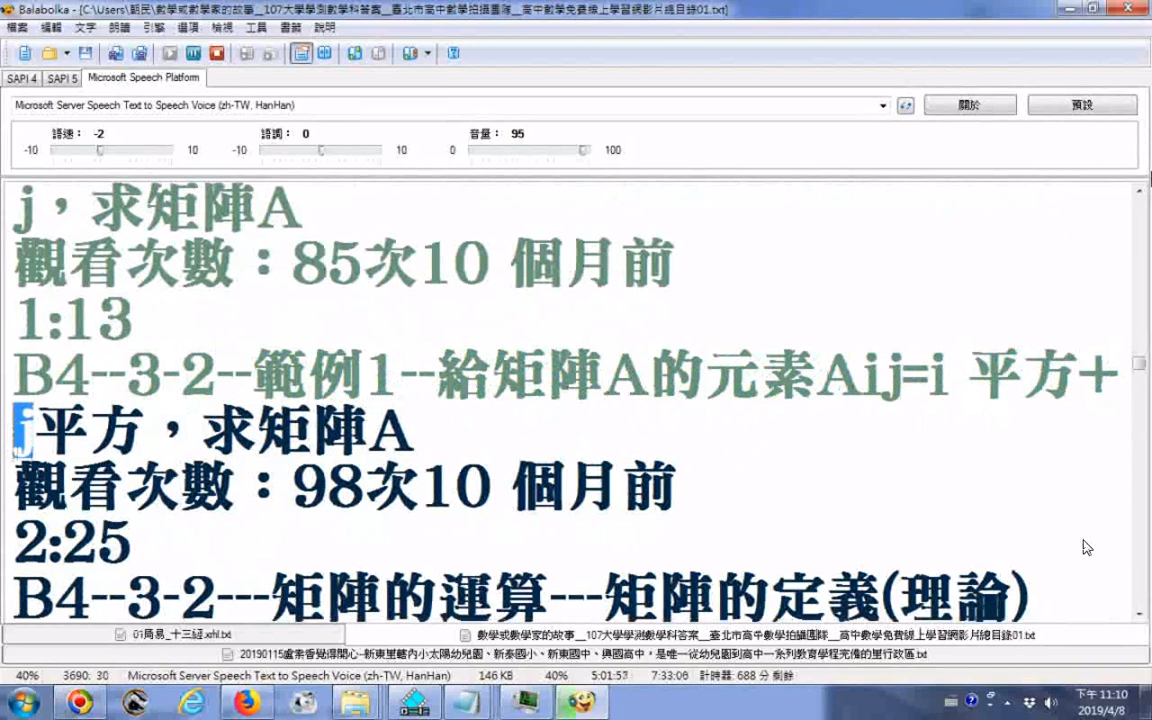 Balabolka - [C:\Users\朝民\數學或數學家的故事__107大學學測數學科答案__臺北市高中數學拍攝團隊__高中數學免費線上學習網影片總目錄01.txt]
檔案 編輯 文字 朗讀 引擎 選項 檢視 工具 書籤 說明
SAPI 4 SAPI 5 Microsoft Speech Platform
Microsoft Server Speech Text to Speech Voice (zh-TW, HanHan) 關於 預設
語速： -2 語調： 0 音量： 95
-10 10 -10 10 0 100
j，求矩陣A
觀看次數：85次10 個月前
1:13
B4--3-2--範例1--給矩陣A的元素Aij=i 平方＋
j平方，求矩陣A
觀看次數：98次10 個月前
2:25
B4--3-2---矩陣的運算---矩陣的定義(理論)
01周易_十三經.xrhl.txt 數學或數學家的故事__107大學學測數學科答案__臺北市高中數學拍攝團隊__高中數學免費線上學習網影片總目錄01.txt
20190115盧素香覺得開心-新東里轄內小太陽幼兒園、新泰國小、新東國中、興國高中，是唯一從幼兒園到高中一系列教育學程完備的里行政區.txt
40% 3690: 30 Microsoft Server Speech Text to Speech Voice (zh-TW, HanHan) 146 KB 40% 5:01:53 7:33:06 計時器：688 分 剩餘
下午 11:10
2019/4/8